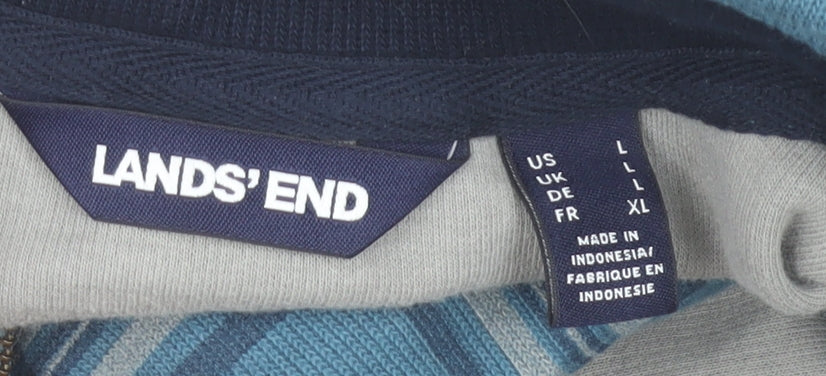 LANDS' END
US L
UK L
DE L
FR XL
MADE IN
INDONESIA/
FABRIQUE EN
INDONESIE